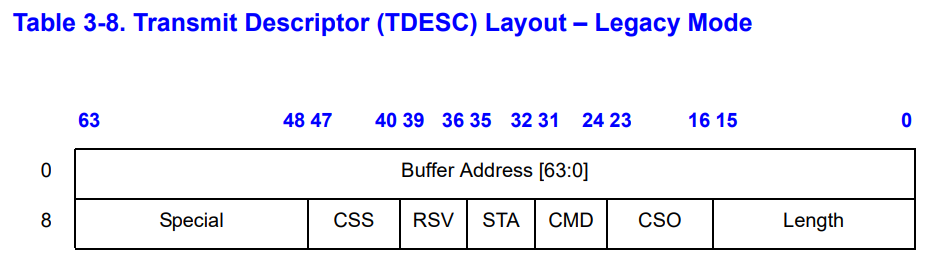 Table 3-8. Transmit Descriptor (TDESC) Layout – Legacy Mode
63 48 47 40 39 36 35 32 31 24 23 16 15 0
0 Buffer Address [63:0]
8 Special CSS RSV STA CMD CSO Length